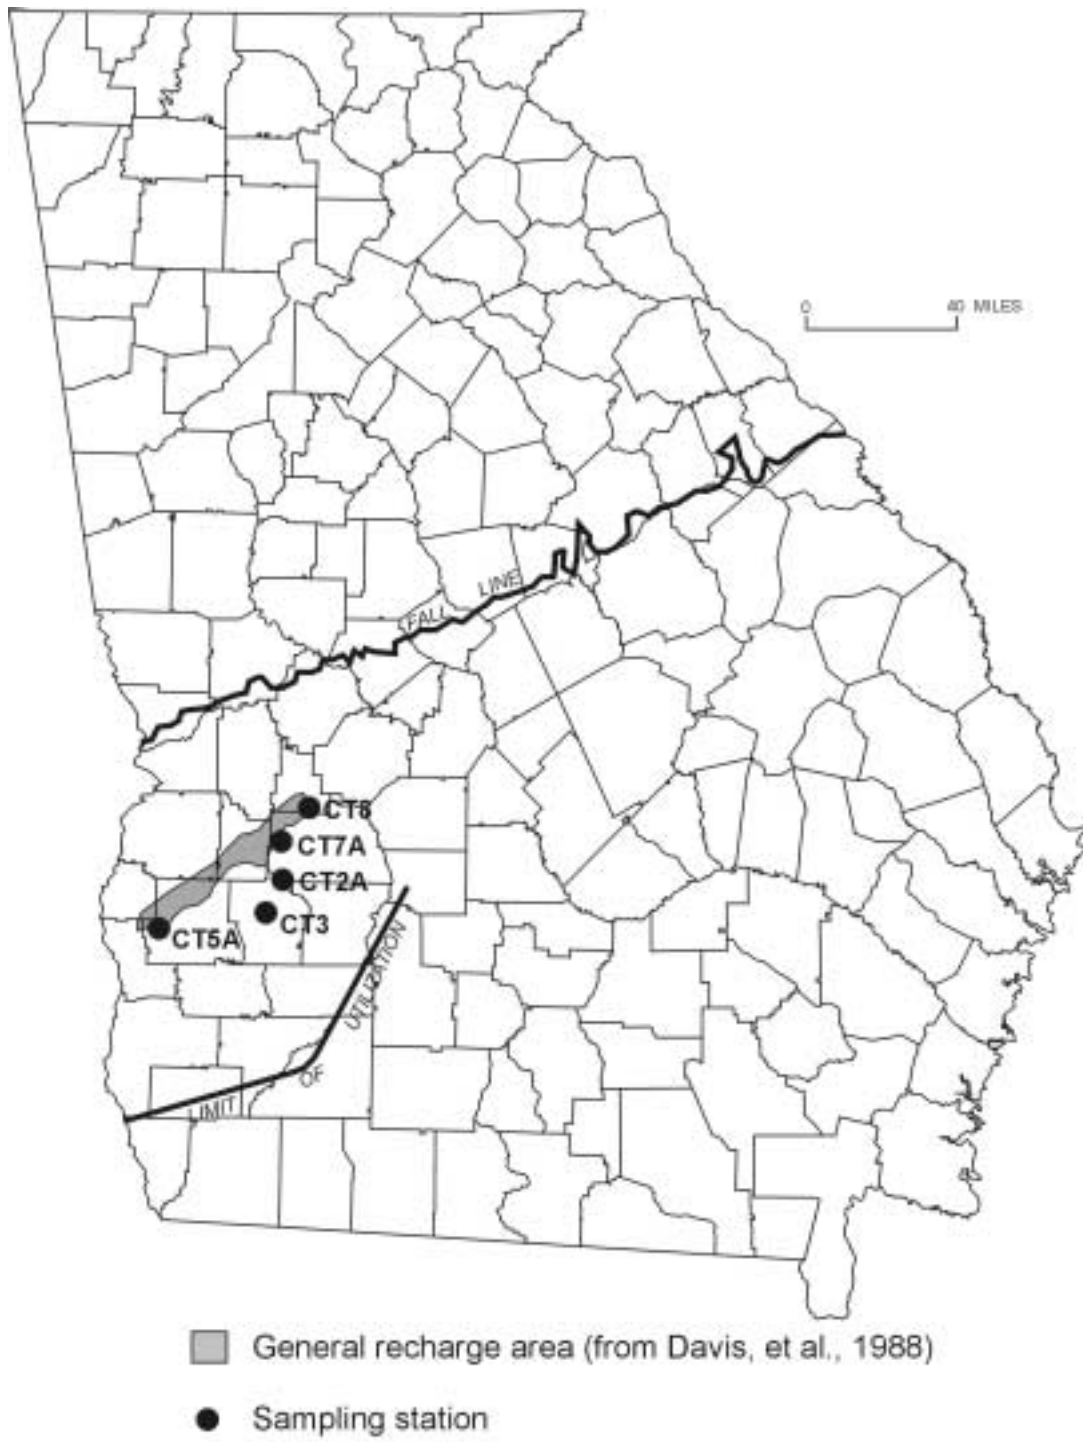 0 40 MILES
FALL LINE
CT8
CT7A
CT2A
CT3
CT5A
LIMIT OF UTILIZATION
General recharge area (from Davis, et al., 1988)
Sampling station